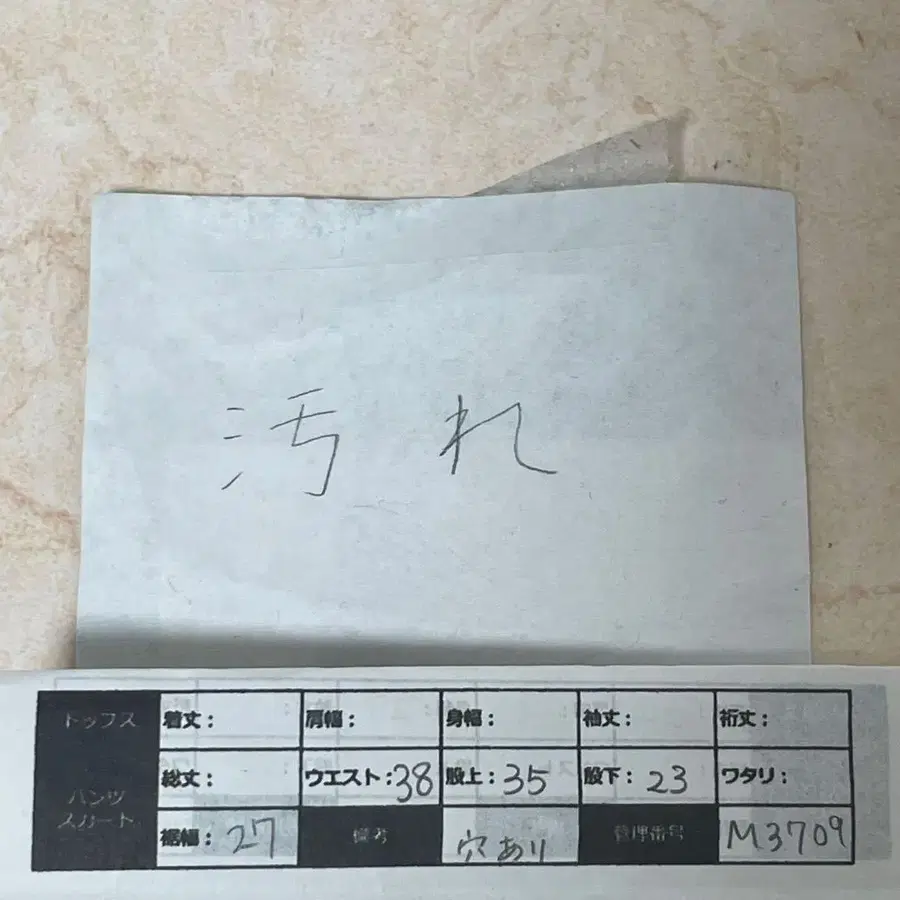 汚れ
トップス 着丈： 肩幅： 身幅： 袖丈： 裄丈：
パンツ スカート 総丈： ウエスト：38 股上：35 股下：23 ワタリ：
裾幅：27 備考 穴あり 管理番号 M3709